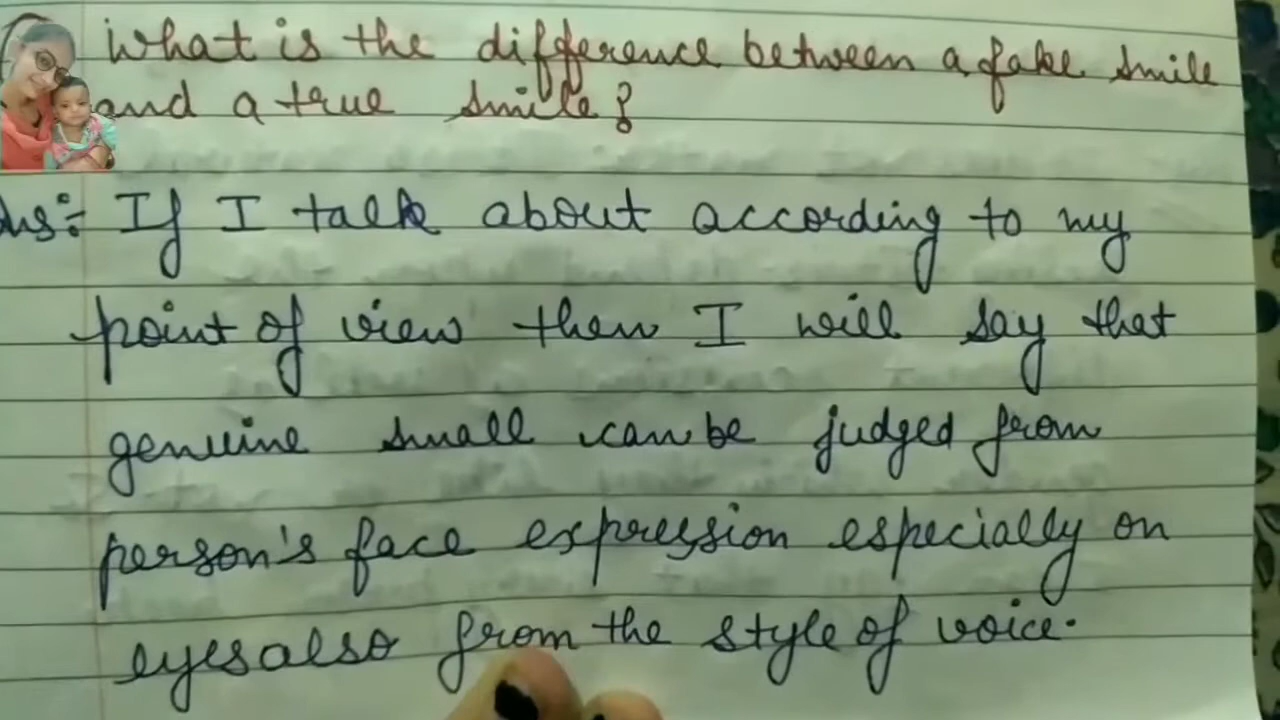 What is the difference between a fake smile
and a true smile?
Ans:- If I talk about according to my
point of view then I will say that
genuine small can be judged from
person's face expression especially on
eyes also from the style of voice.